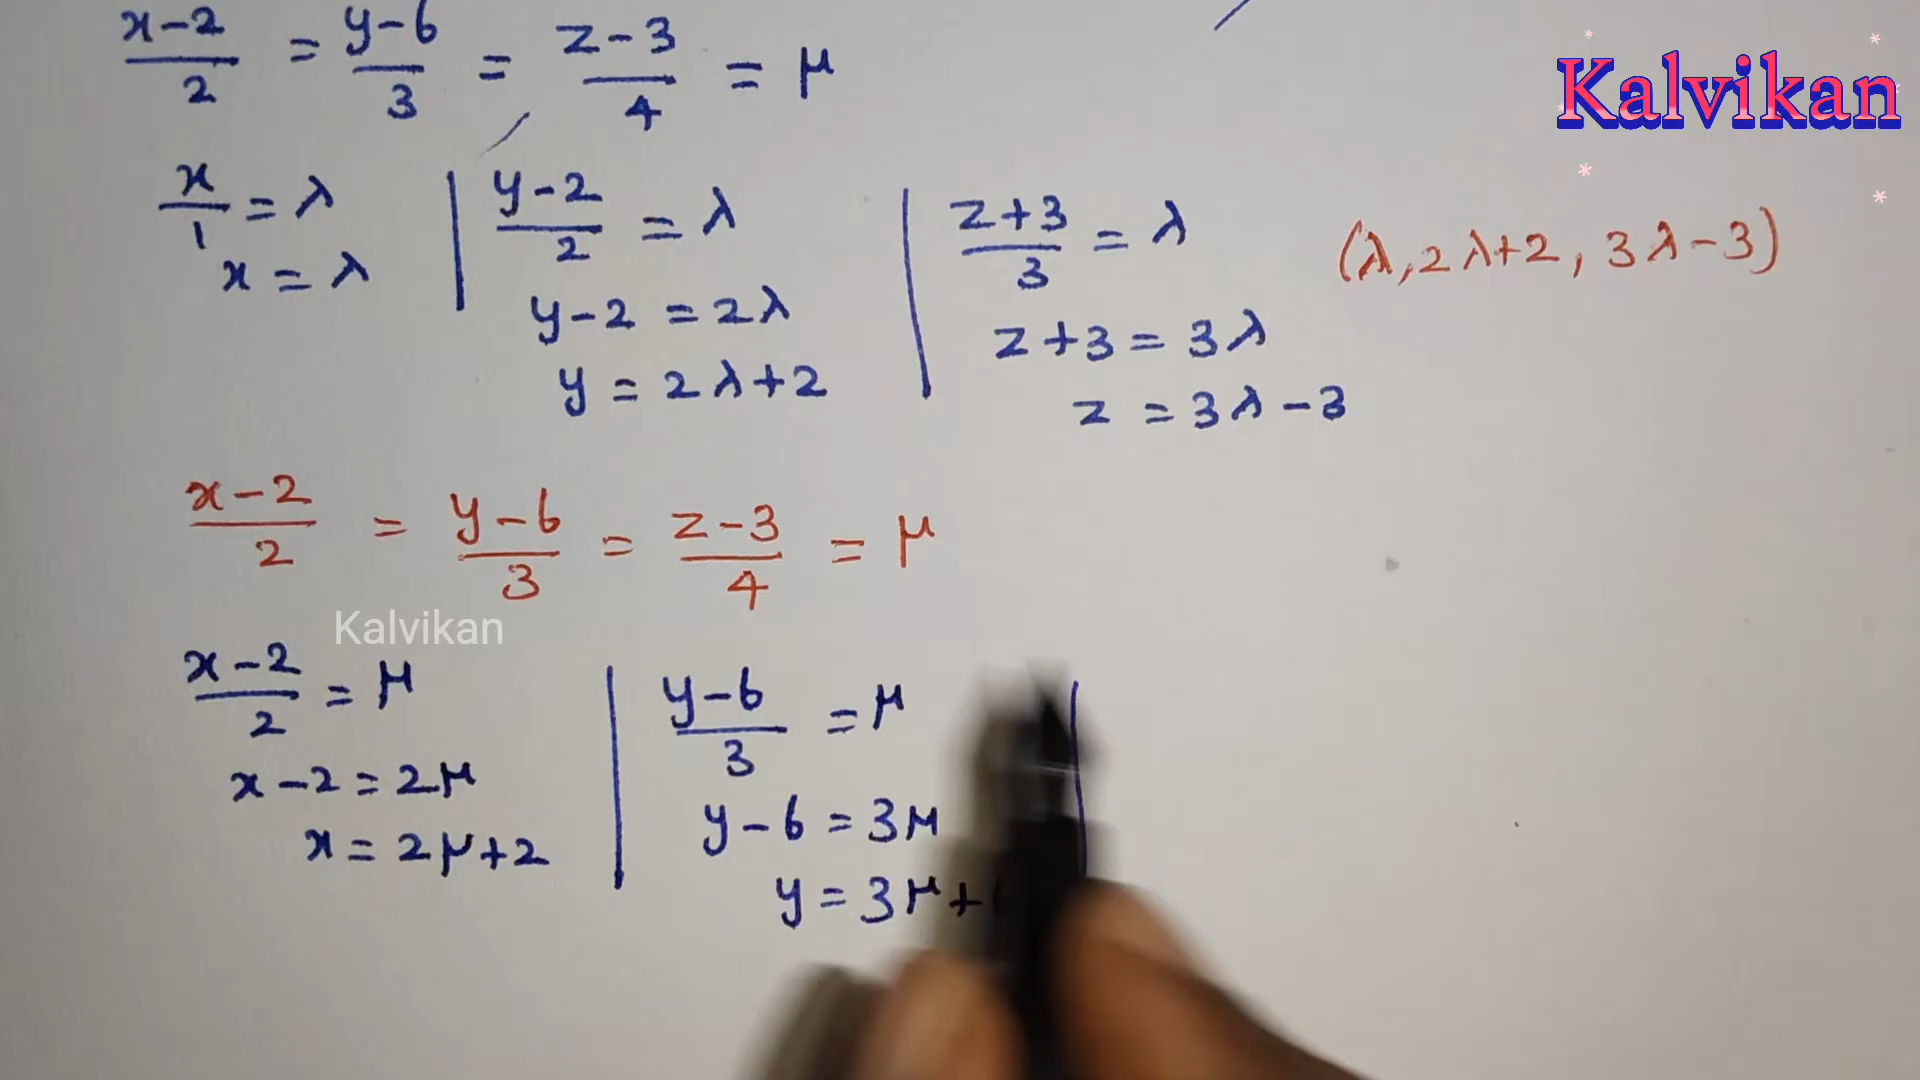 x-2/2 = y-6/3 = z-3/4 = μ
Kalvikan
x/1 = λ | y-2/2 = λ | z+3/3 = λ (λ, 2λ+2, 3λ-3)
x = λ | y-2 = 2λ | z+3 = 3λ
y = 2λ+2 | z = 3λ-3
x-2/2 = y-6/3 = z-3/4 = μ
Kalvikan
x-2/2 = μ | y-6/3 = μ |
x-2 = 2μ | y-6 = 3μ
x = 2μ+2 | y = 3μ+